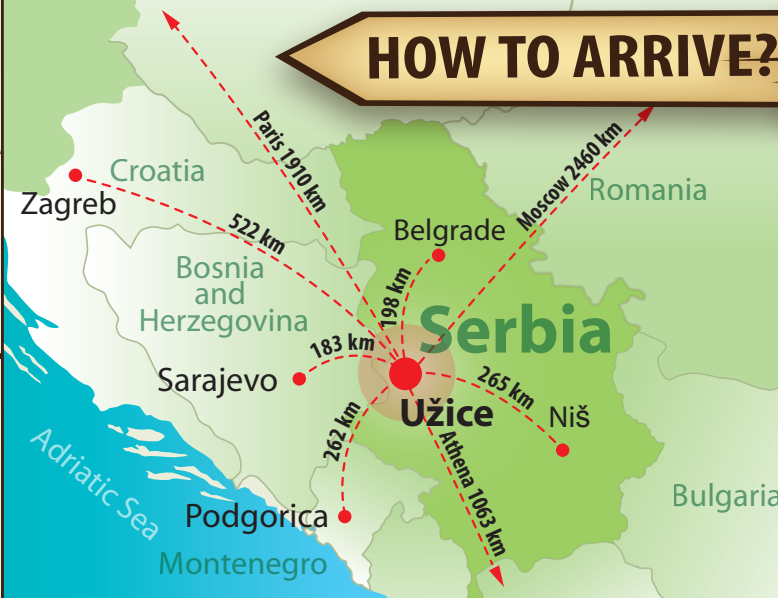 HOW TO ARRIVE?
Paris 1910 km
Moscow 2460 km
Croatia
Romania
Zagreb
522 km
Belgrade
Bosnia
and
Herzegovina
198 km
Serbia
183 km
Sarajevo
265 km
Užice
Niš
262 km
Athena 1063 km
Adriatic Sea
Podgorica
Bulgaria
Montenegro